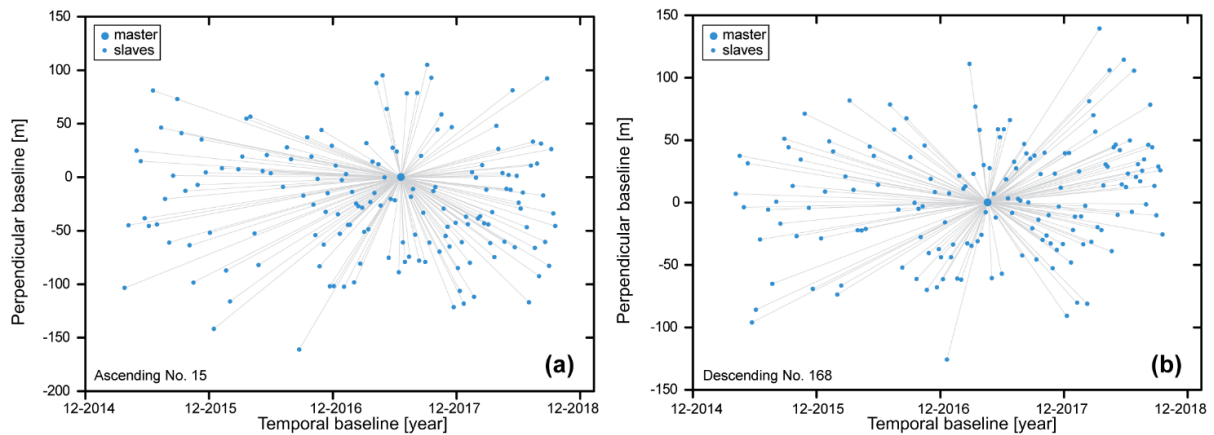 150
100
50
0
-50
-100
-150
-200
Perpendicular baseline [m]
master
slaves
Ascending No. 15
(a)
12-2014
12-2015
12-2016
12-2017
12-2018
Temporal baseline [year]
150
100
50
0
-50
-100
-150
Perpendicular baseline [m]
master
slaves
Descending No. 168
(b)
12-2014
12-2015
12-2016
12-2017
12-2018
Temporal baseline [year]